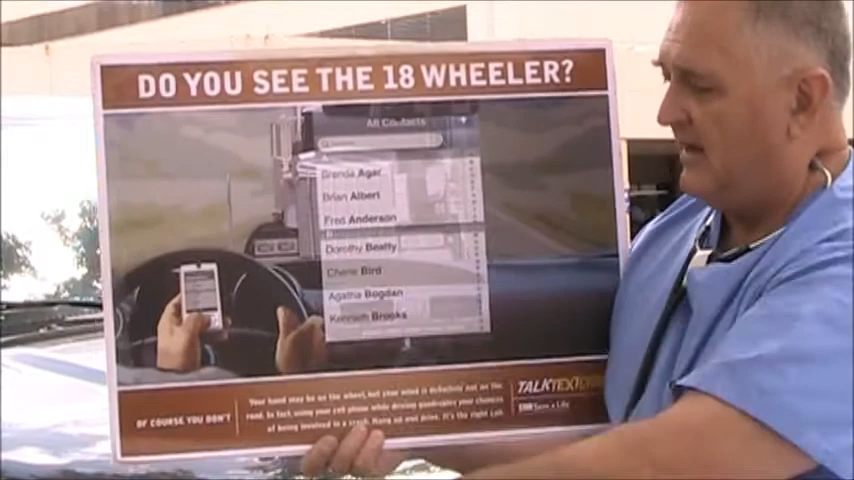 DO YOU SEE THE 18 WHEELER?
All Contacts
Brenda Agar
Brian Albert
Fred Anderson
B
Dorothy Beatty
Cherie Bird
Agatha Bogdan
Kenneth Brooks
OF COURSE YOU DON'T
Your hand may be on the wheel, but your mind is definitely not on the
road. In fact using your cell phone while driving quadruples your chances
of being involved in a crash. Hang up and drive. It's the right call.
TALKTEXT
Save a Life